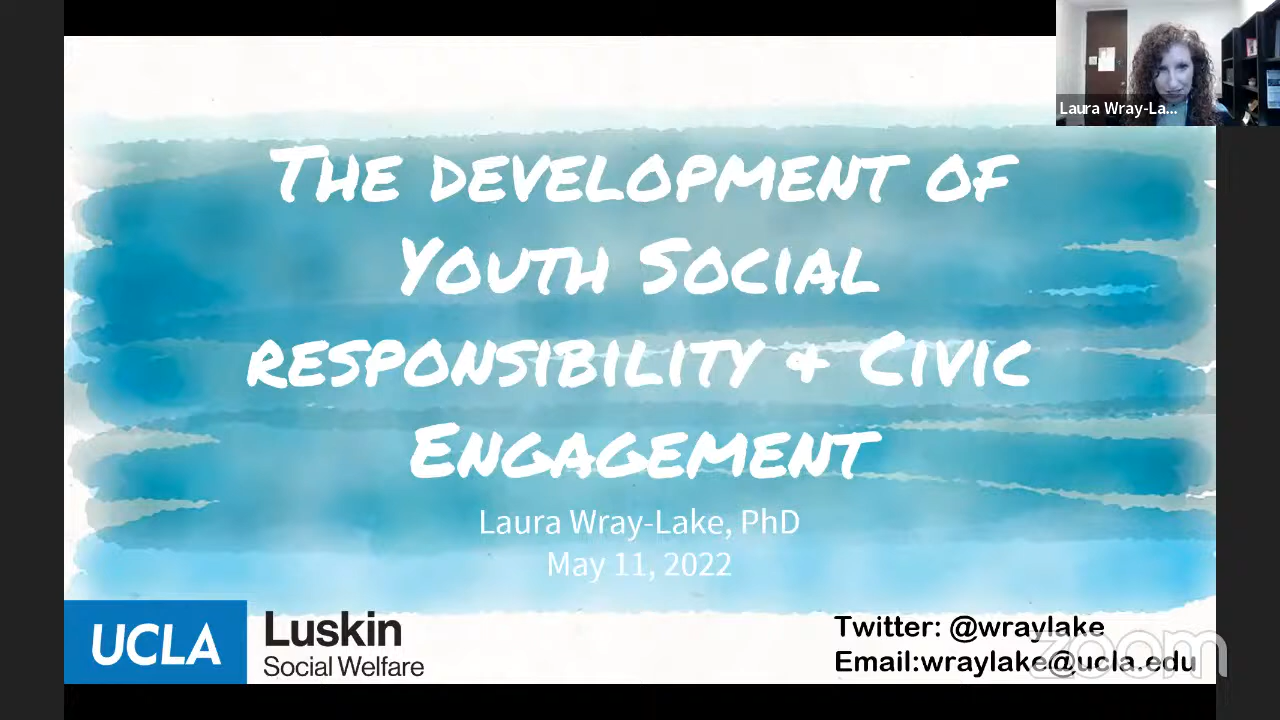 Laura Wray-La...
The development of
Youth Social
responsibility & Civic
Engagement
Laura Wray-Lake, PhD
May 11, 2022
UCLA
Luskin
Social Welfare
Twitter: @wraylake
Email:wraylake@ucla.edu
zoom